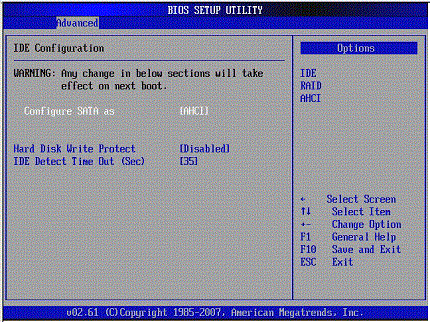 BIOS SETUP UTILITY
Advanced
IDE Configuration
WARNING: Any change in below sections will take
effect on next boot.
Configure SATA as [AHCI]
Hard Disk Write Protect [Disabled]
IDE Detect Time Out (Sec) [35]
Options
IDE
RAID
AHCI
← Select Screen
↑↓ Select Item
+- Change Option
F1 General Help
F10 Save and Exit
ESC Exit
v02.61 (C)Copyright 1985-2007, American Megatrends, Inc.